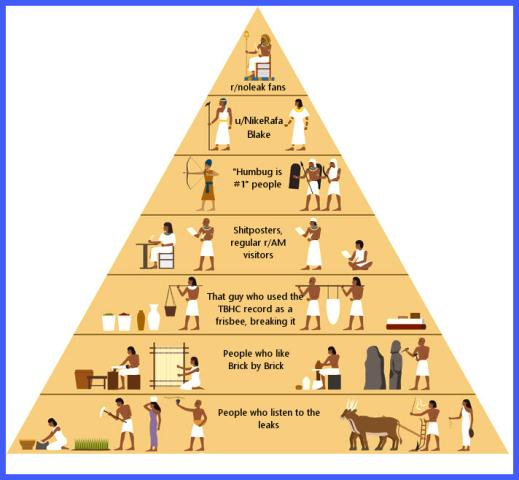 r/noleak fans
u/NikeRafa_
Blake
"Humbug is
#1" people
Shitposters,
regular r/AM
visitors
That guy who used the
TBHC record as a
frisbee, breaking it
People who like
Brick by Brick
People who listen to the
leaks